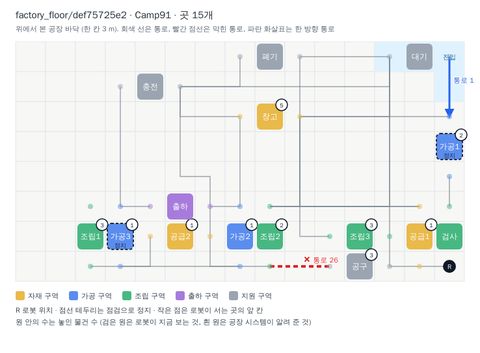 factory_floor/def75725e2 · Camp91 · 곳 15개
위에서 본 공장 바닥 (한 칸 3 m). 회색 선은 통로, 빨간 점선은 막힌 통로, 파란 화살표는 한 방향 통로
폐기 대기 진입
충전 통로 1
창고 5
가공1 2
정지
출하
조립1 3 가공3 1 공급2 1 가공2 5 조립2 5 조립3 3 공급1 1 검사
정지
✕ 통로 26 공구 3 R
자재 구역 가공 구역 조립 구역 출하 구역 지원 구역
R 로봇 위치 · 점선 테두리는 점검으로 정지 · 작은 점은 로봇이 서는 곳의 앞 칸
원 안의 수는 놓인 물건 수 (검은 원은 로봇이 지금 보는 것, 흰 원은 공장 시스템이 알려 준 것)